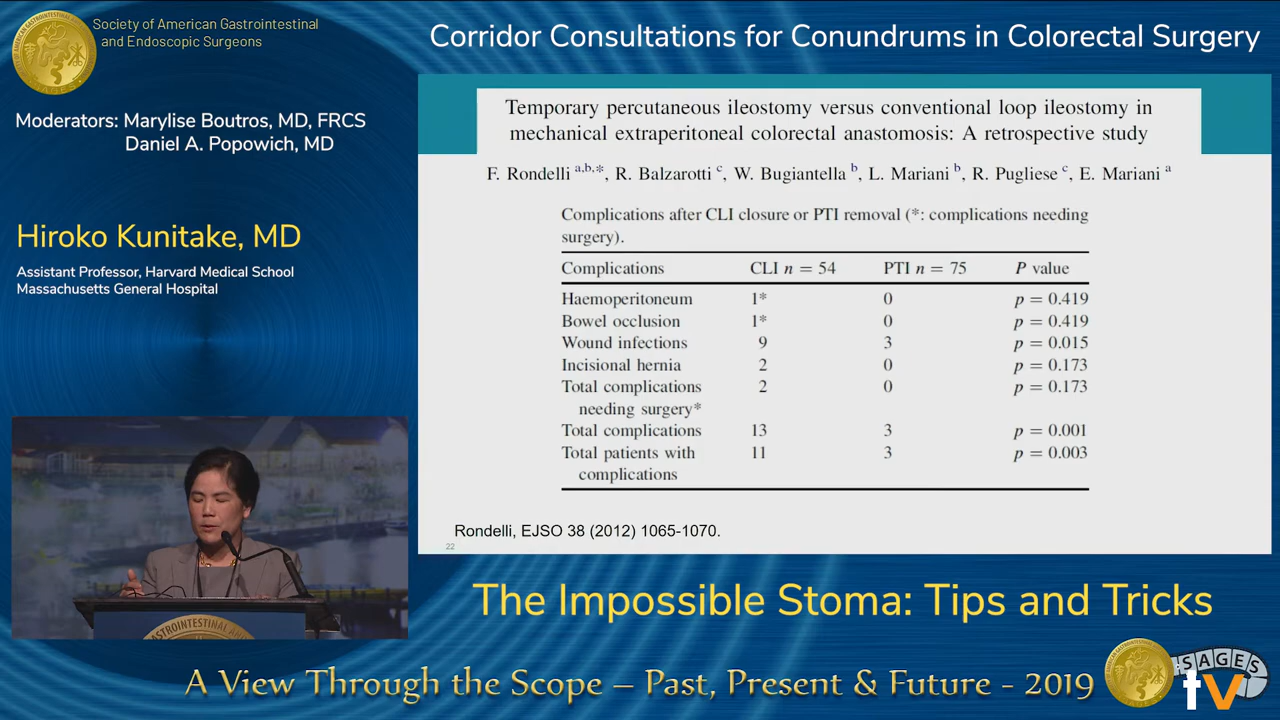 Society of American Gastrointestinal
and Endoscopic Surgeons
Corridor Consultations for Conundrums in Colorectal Surgery
Moderators: Marylise Boutros, MD, FRCS
Daniel A. Popowich, MD
Hiroko Kunitake, MD
Assistant Professor, Harvard Medical School
Massachusetts General Hospital
Temporary percutaneous ileostomy versus conventional loop ileostomy in
mechanical extraperitoneal colorectal anastomosis: A retrospective study
F. Rondelli a,b,*, R. Balzarotti c, W. Bugiantella b, L. Mariani b, R. Pugliese c, E. Mariani a
Complications after CLI closure or PTI removal (*: complications needing
surgery).
Complications CLI n = 54 PTI n = 75 P value
Haemoperitoneum 1* 0 p = 0.419
Bowel occlusion 1* 0 p = 0.419
Wound infections 9 3 p = 0.015
Incisional hernia 2 0 p = 0.173
Total complications 2 0 p = 0.173
needing surgery*
Total complications 13 3 p = 0.001
Total patients with 11 3 p = 0.003
complications
Rondelli, EJSO 38 (2012) 1065-1070.
22
The Impossible Stoma: Tips and Tricks
A View Through the Scope – Past, Present & Future - 2019
SAGES
tv